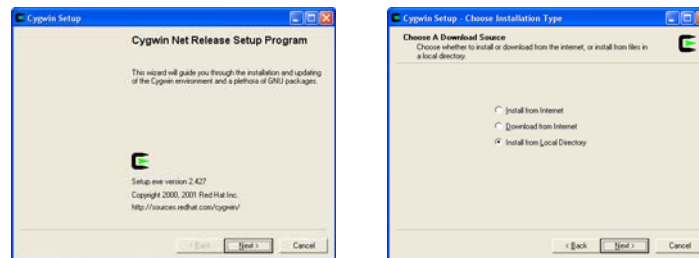 Cygwin Setup
Cygwin Net Release Setup Program
This wizard will guide you through the installation and updating
of the Cygwin environment and a plethora of GNU packages.
Setup.exe version 2.427
Copyright 2000, 2001 Red Hat Inc.
http://sources.redhat.com/cygwin/
< Back
Next >
Cancel
Cygwin Setup - Choose Installation Type
Choose A Download Source
Choose whether to install or download from the internet, or install from files in
a local directory.
Install from Internet
Download from Internet
Install from Local Directory
< Back
Next >
Cancel